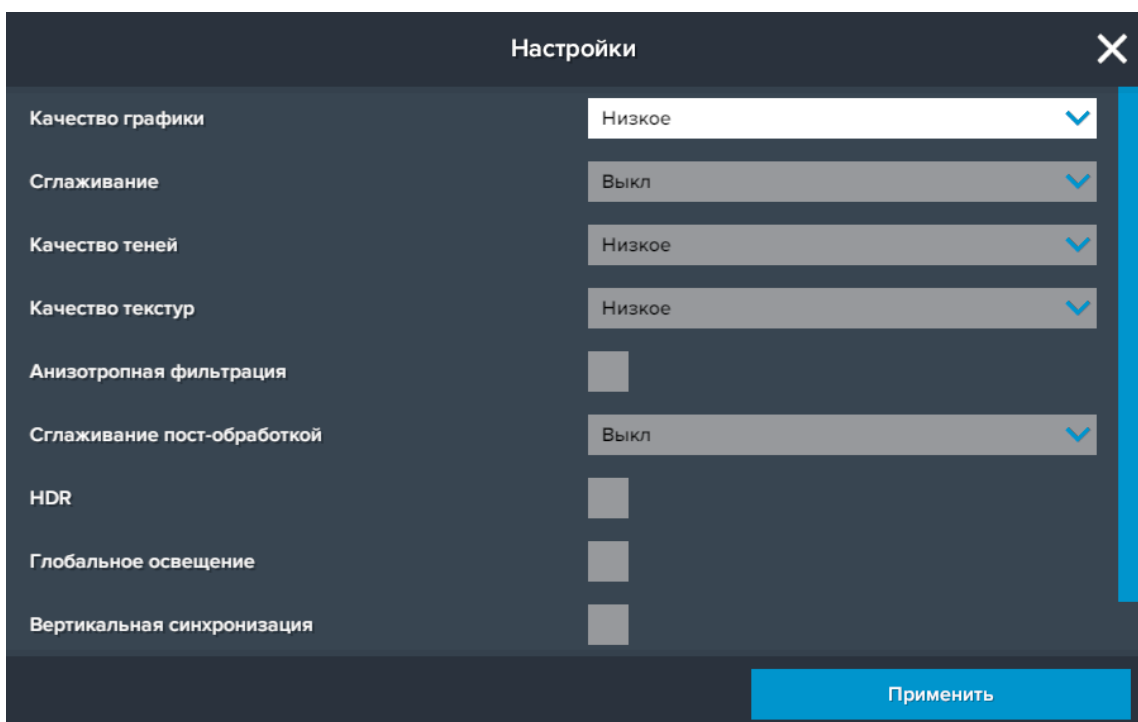 Настройки
Качество графики Низкое
Сглаживание Выкл
Качество теней Низкое
Качество текстур Низкое
Анизотропная фильтрация
Сглаживание пост-обработкой Выкл
HDR
Глобальное освещение
Вертикальная синхронизация
Применить